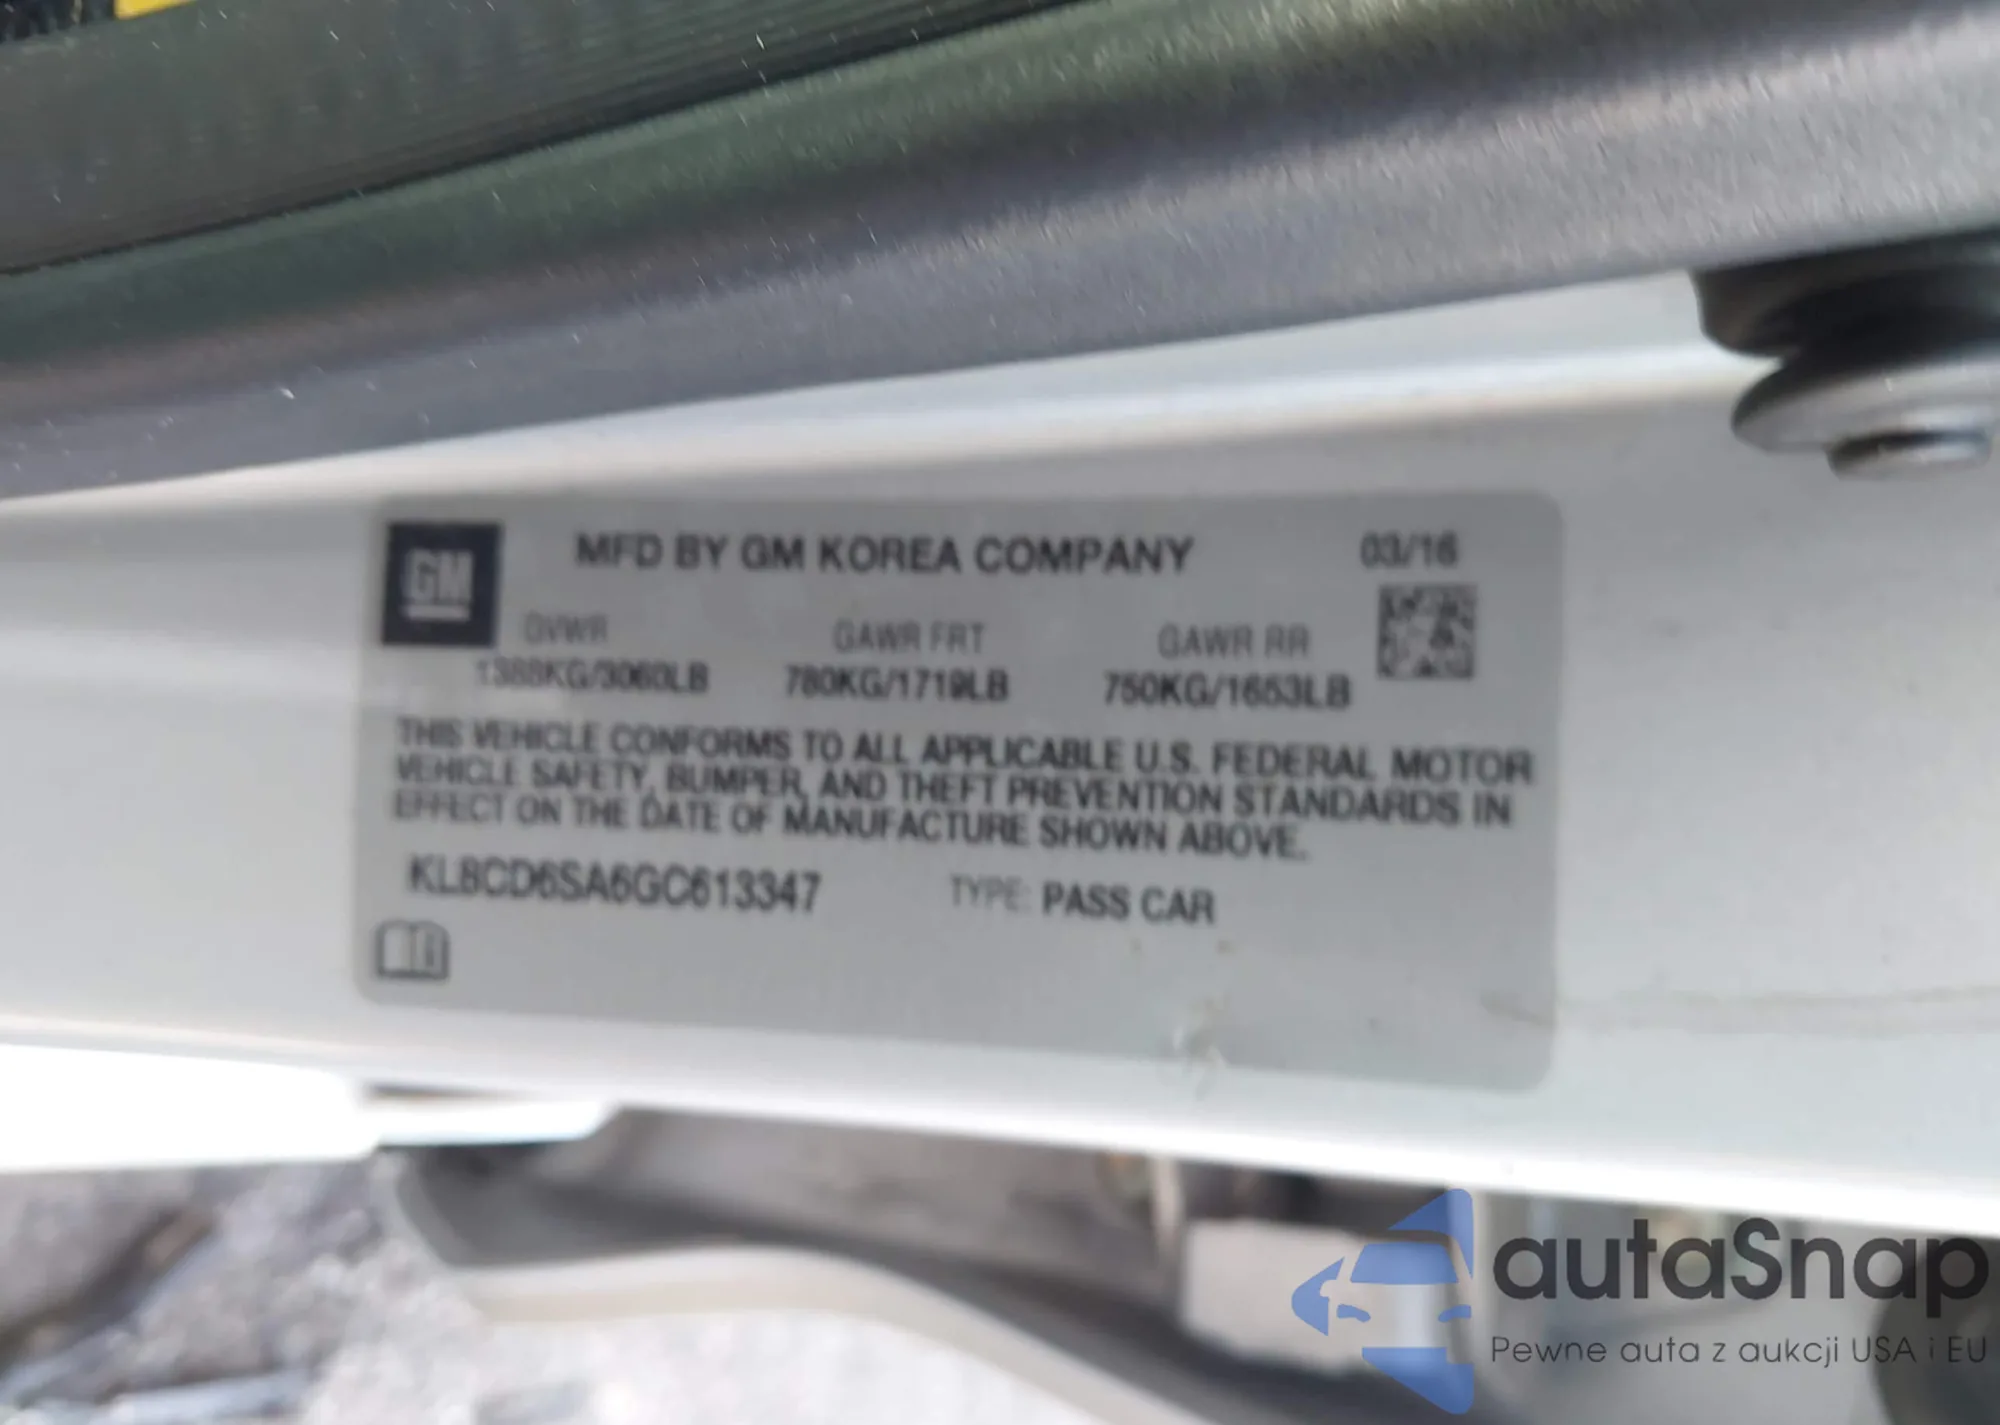 GM
MFD BY GM KOREA COMPANY 03/16
GVWR GAWR FRT GAWR RR
1388KG/3060LB 780KG/1719LB 750KG/1653LB
THIS VEHICLE CONFORMS TO ALL APPLICABLE U.S. FEDERAL MOTOR
VEHICLE SAFETY, BUMPER, AND THEFT PREVENTION STANDARDS IN
EFFECT ON THE DATE OF MANUFACTURE SHOWN ABOVE.
KL8CD6SA6GC613347 TYPE: PASS CAR
autaSnap
Pewne auta z aukcji USA i EU